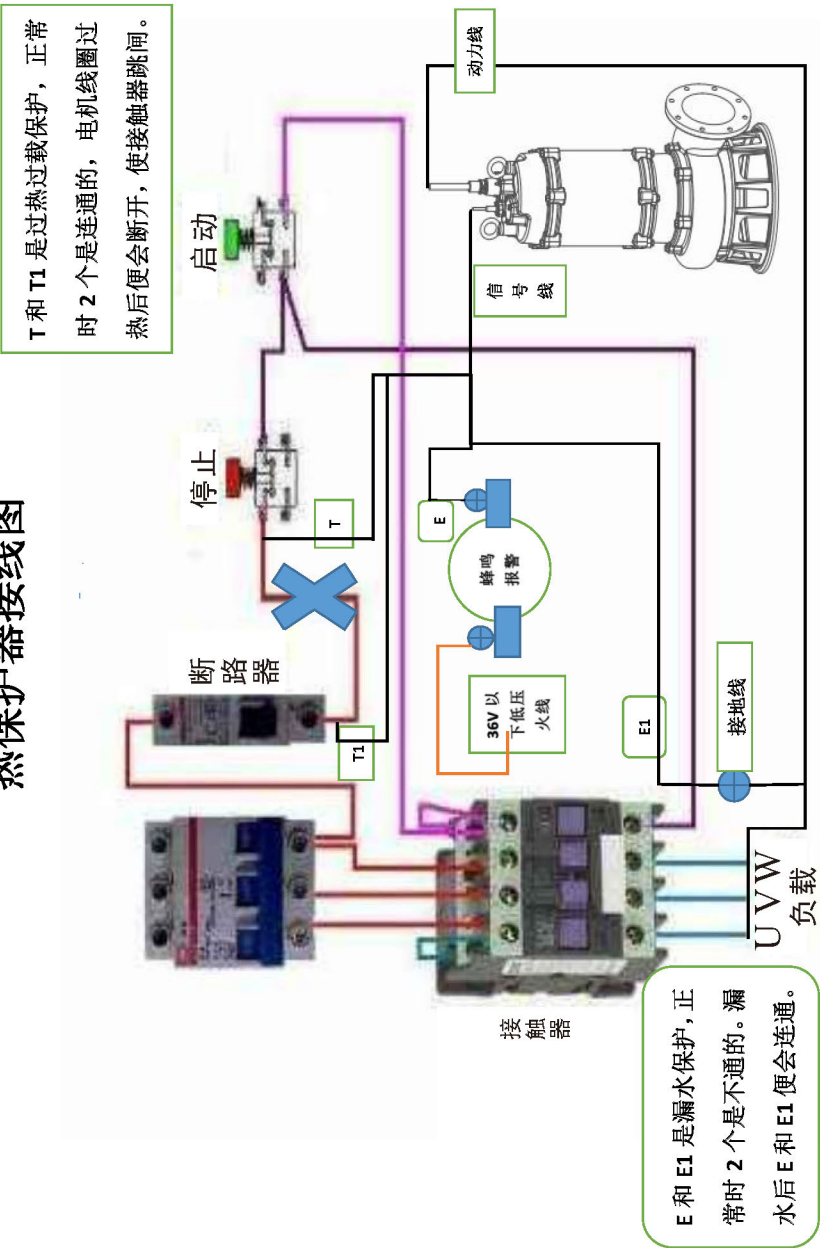 热保护器接线图
T 和 T1 是过热过载保护，正常
时 2 个是连通的，电机线圈过
热后便会断开，使接触器跳闸。
动力线
启动
信
号
线
停止
T
E
蜂鸣
报警
断
路
器
T1
36V 以
下低压
火线
E1
接地线
U V W
负载
接
触
器
E 和 E1 是漏水保护，正
常时 2 个是不通的。漏
水后 E 和 E1 便会连通。